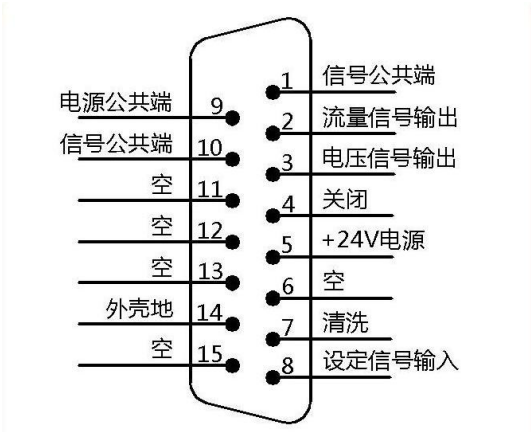 1 信号公共端
电源公共端 9
2 流量信号输出
信号公共端 10
3 电压信号输出
空 11
4 关闭
空 12
5 +24V电源
空 13
6 空
外壳地 14
7 清洗
空 15
8 设定信号输入